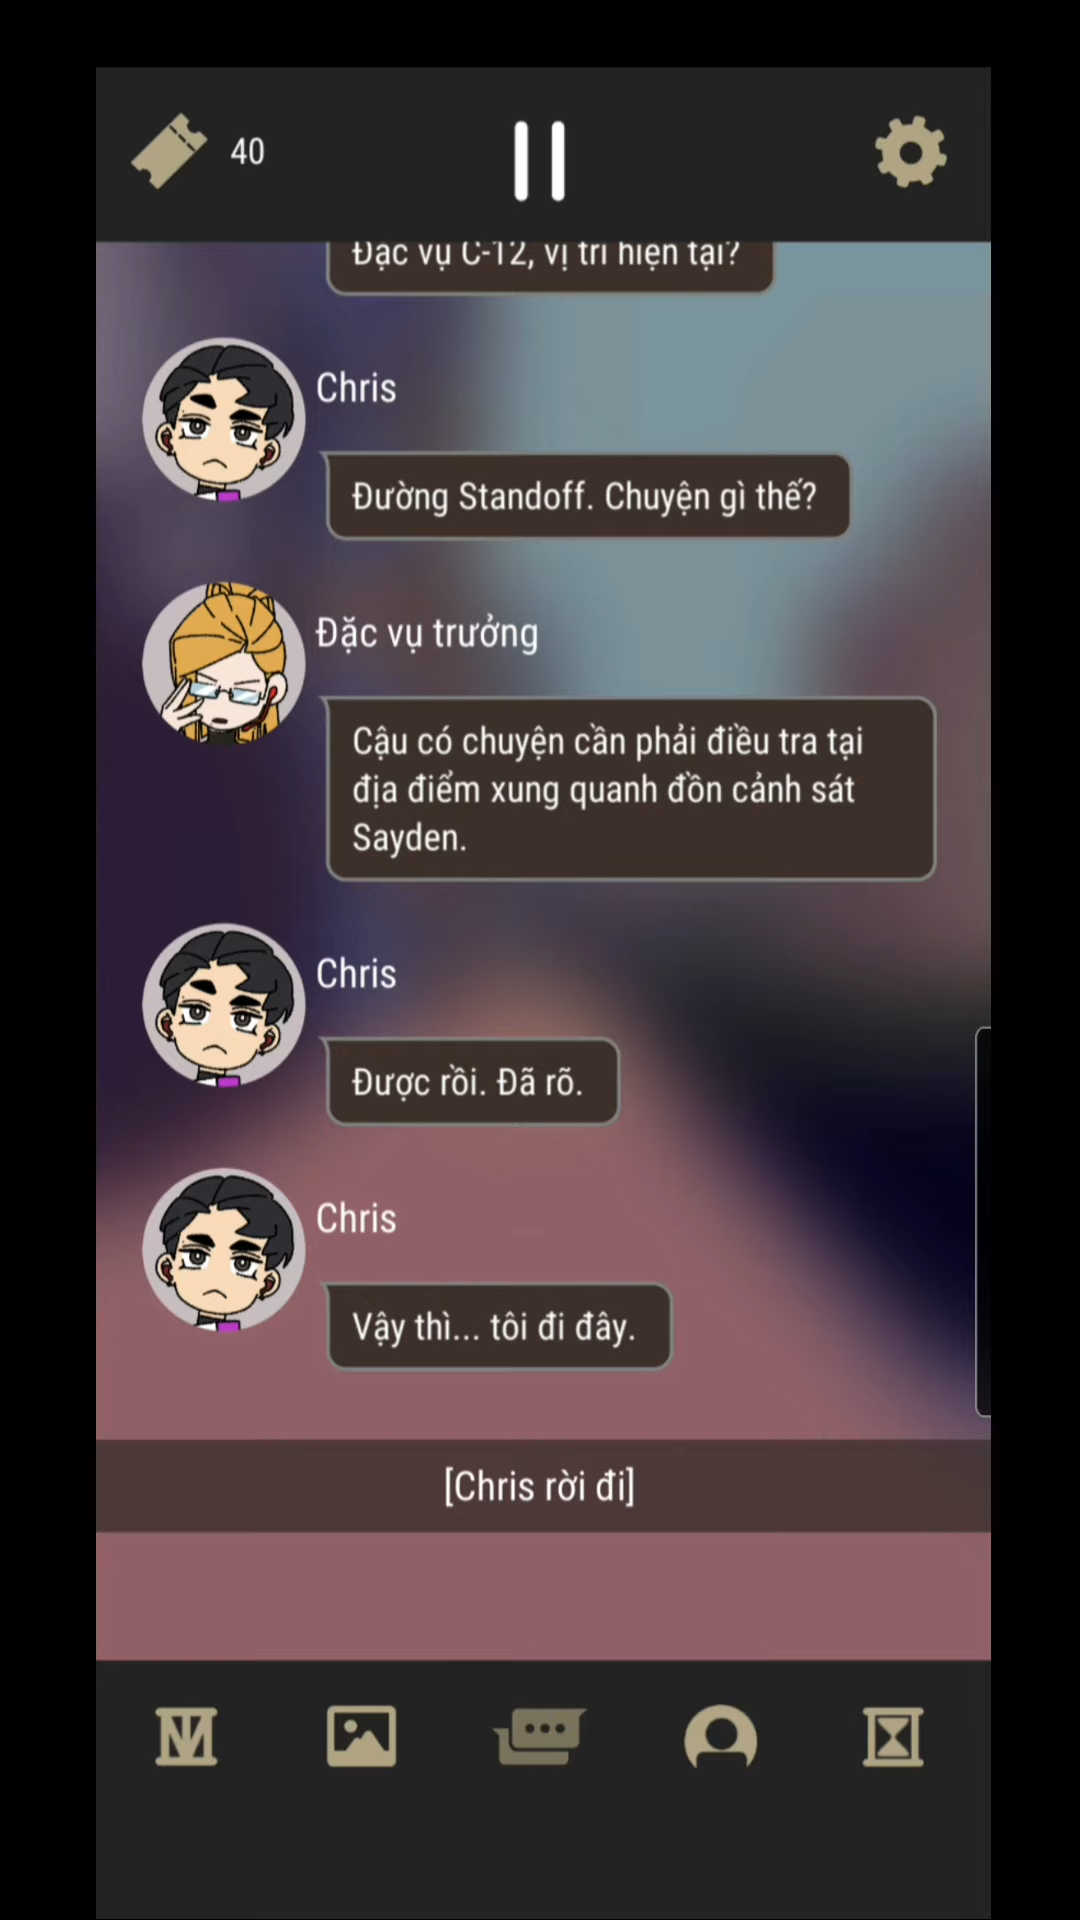 40
Đặc vụ C-12, vị trí hiện tại?
Chris
Đường Standoff. Chuyện gì thế?
Đặc vụ trưởng
Cậu có chuyện cần phải điều tra tại
địa điểm xung quanh đồn cảnh sát
Sayden.
Chris
Được rồi. Đã rõ.
Chris
Vậy thì... tôi đi đây.
[Chris rời đi]